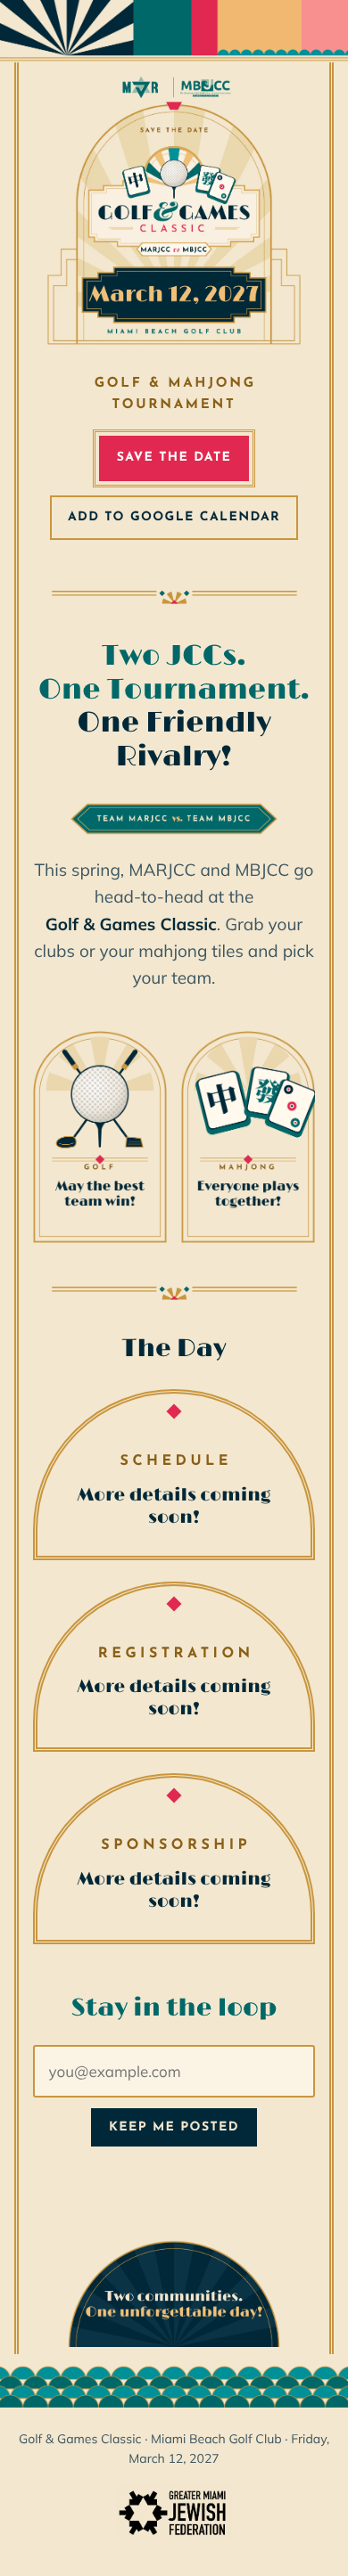 M R
MBJCC
SAVE THE DATE
GOLF & GAMES
CLASSIC
MARJCC vs MBJCC
March 12, 2027
MIAMI BEACH GOLF CLUB
GOLF & MAHJONG
TOURNAMENT
SAVE THE DATE
ADD TO GOOGLE CALENDAR
Two JCCs.
One Tournament.
One Friendly
Rivalry!
TEAM MARJCC vs. TEAM MBJCC
This spring, MARJCC and MBJCC go
head-to-head at the
Golf & Games Classic. Grab your
clubs or your mahjong tiles and pick
your team.
中 發
GOLF
May the best
team win!
MAHJONG
Everyone plays
together!
The Day
SCHEDULE
More details coming
soon!
REGISTRATION
More details coming
soon!
SPONSORSHIP
More details coming
soon!
Stay in the loop
you@example.com
KEEP ME POSTED
Two communities.
One unforgettable day!
Golf & Games Classic · Miami Beach Golf Club · Friday,
March 12, 2027
GREATER MIAMI
JEWISH
FEDERATION